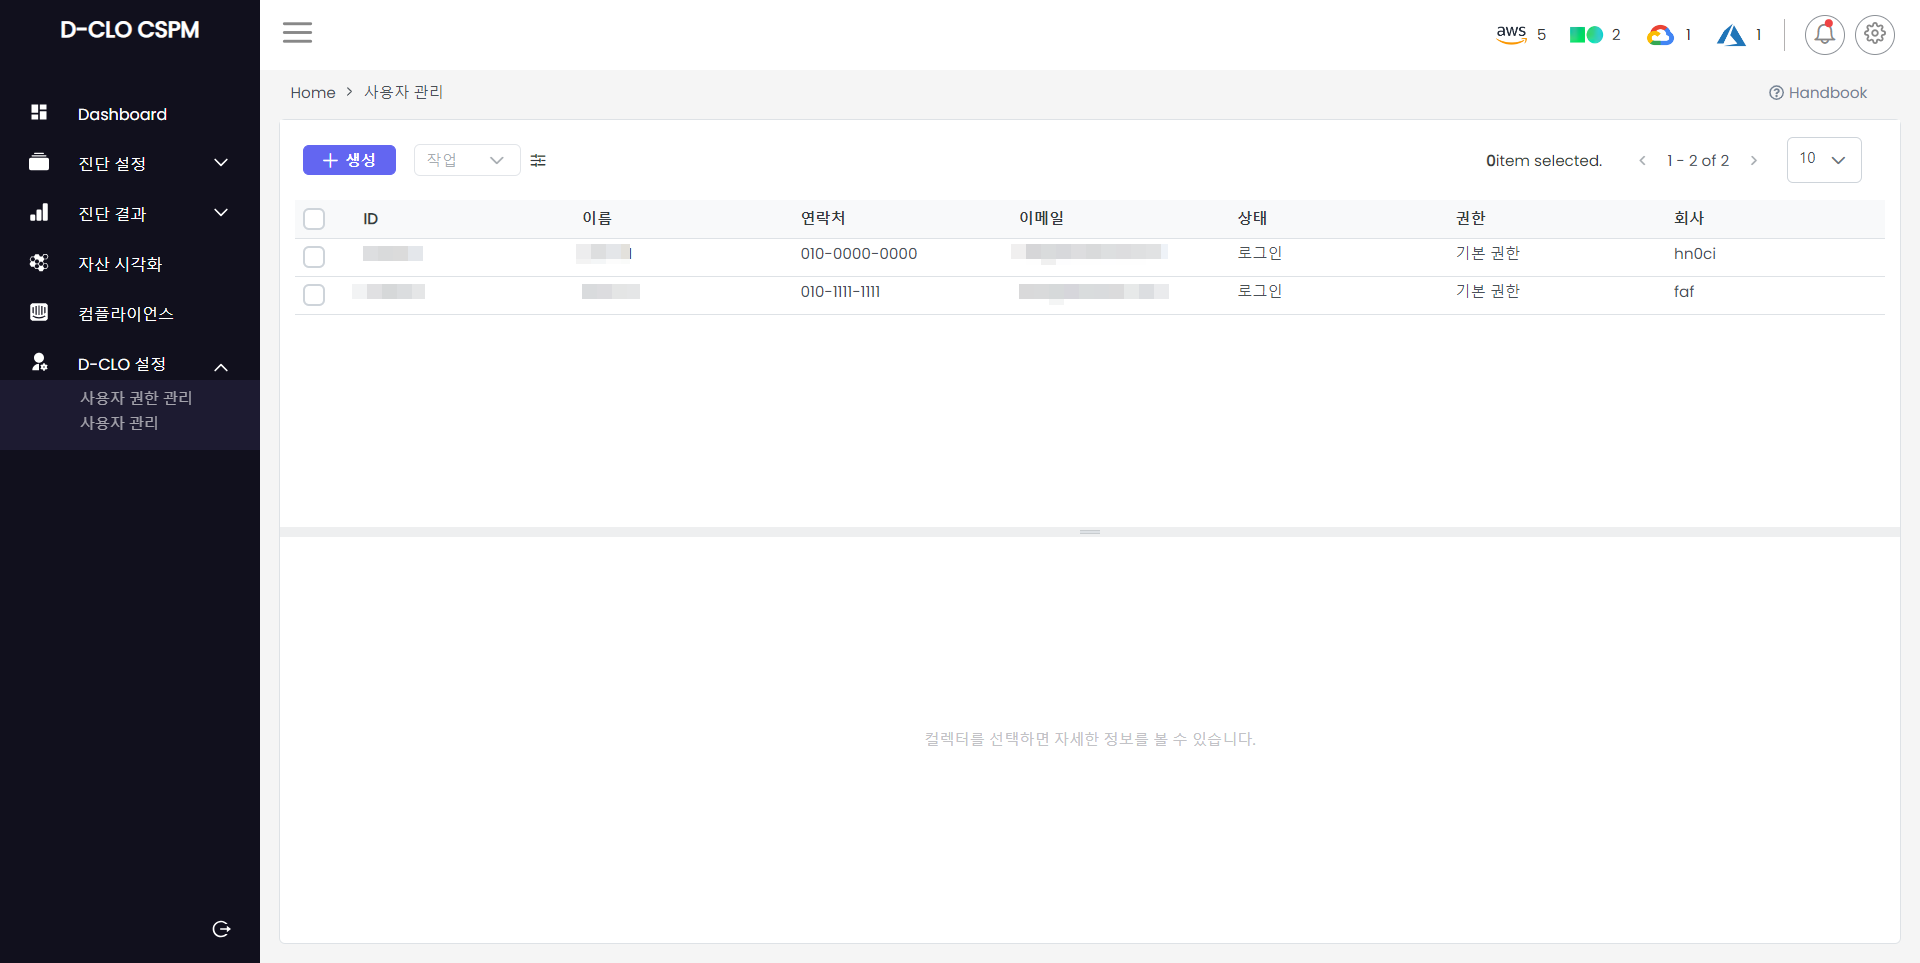 D-CLO CSPM
Dashboard
진단 설정
진단 결과
자산 시각화
컴플라이언스
D-CLO 설정
사용자 권한 관리
사용자 관리
aws 5 2 1 1
Home > 사용자 관리
Handbook
+ 생성 작업
0item selected. < 1 - 2 of 2 > 10
ID 이름 연락처 이메일 상태 권한 회사
010-0000-0000 로그인 기본 권한 hn0ci
010-1111-1111 로그인 기본 권한 faf
컬렉터를 선택하면 자세한 정보를 볼 수 있습니다.